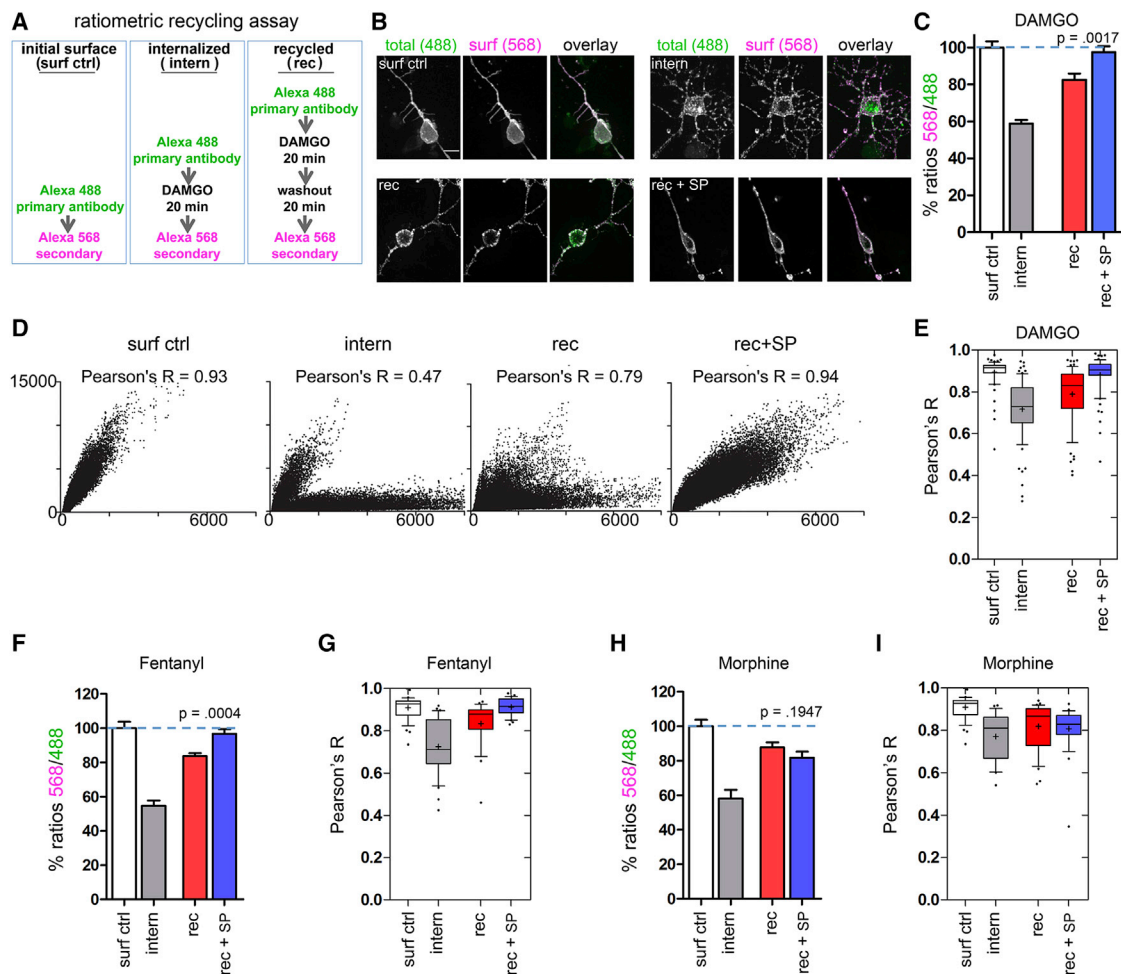 A
ratiometric recycling assay
initial surface
(surf ctrl)
Alexa 488
primary antibody
Alexa 568
secondary
internalized
( intern )
Alexa 488
primary antibody
DAMGO
20 min
Alexa 568
secondary
recycled
( rec )
Alexa 488
primary antibody
DAMGO
20 min
washout
20 min
Alexa 568
secondary
B
total (488) surf (568) overlay
surf ctrl
total (488) surf (568) overlay
intern
rec
rec + SP
C
DAMGO
p = .0017
% ratios 568/488
100
80
60
40
20
0
surf ctrl
intern
rec
rec + SP
D
surf ctrl
Pearson's R = 0.93
15000
0
0 6000
intern
Pearson's R = 0.47
0 6000
rec
Pearson's R = 0.79
0 6000
rec+SP
Pearson's R = 0.94
0 6000
E
DAMGO
Pearson's R
1.0
0.8
0.6
0.4
0.2
0.0
surf ctrl
intern
rec
rec + SP
F
Fentanyl
p = .0004
% ratios 568/488
120
100
80
60
40
20
0
surf ctrl
intern
rec
rec + SP
G
Fentanyl
Pearson's R
1.0
0.8
0.6
0.4
0.2
0.0
surf ctrl
intern
rec
rec + SP
H
Morphine
p = .1947
% ratios 568/488
120
100
80
60
40
20
0
surf ctrl
intern
rec
rec + SP
I
Morphine
Pearson's R
1.0
0.8
0.6
0.4
0.2
0.0
surf ctrl
intern
rec
rec + SP